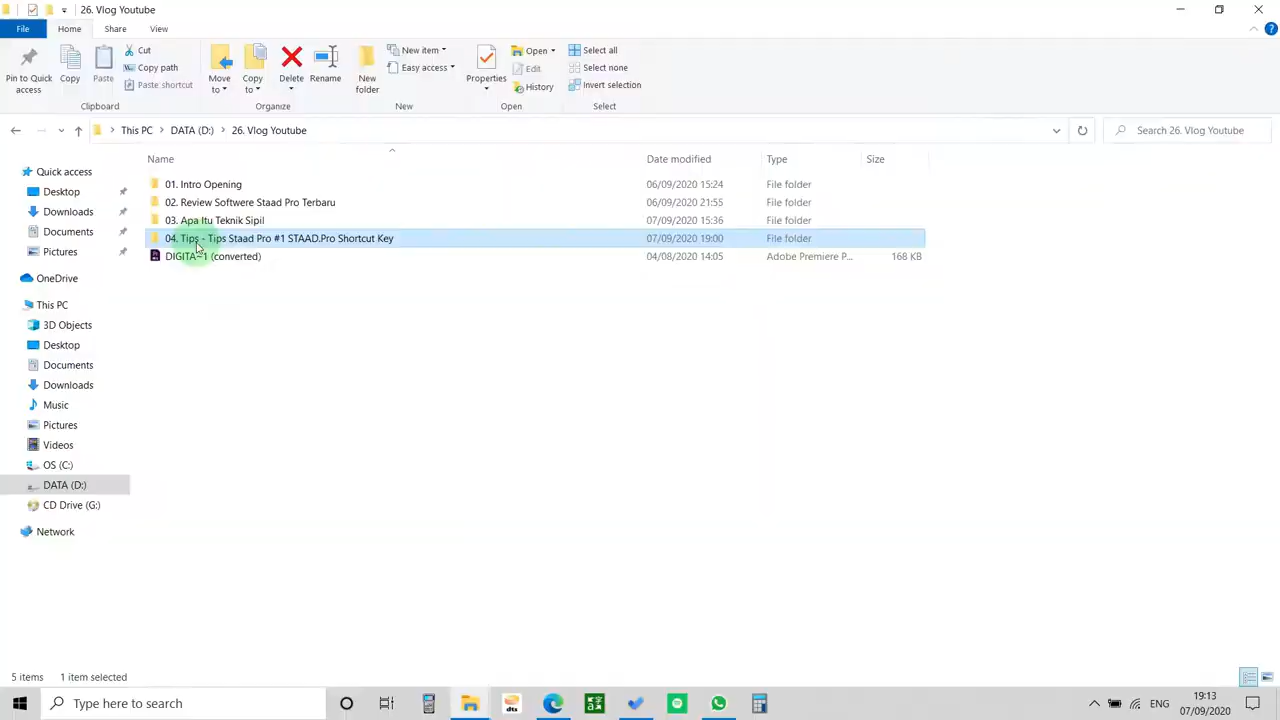 26. Vlog Youtube
File Home Share View
Pin to Quick access
Copy
Paste
Cut
Copy path
Paste shortcut
Clipboard
Move to
Copy to
Delete
Rename
Organize
New folder
New item
Easy access
New
Properties
Open
Edit
History
Open
Select all
Select none
Invert selection
Select
This PC > DATA (D:) > 26. Vlog Youtube
Search 26. Vlog Youtube
Name Date modified Type Size
01. Intro Opening 06/09/2020 15:24 File folder
02. Review Softwere Staad Pro Terbaru 06/09/2020 21:55 File folder
03. Apa Itu Teknik Sipil 07/09/2020 15:36 File folder
04. Tips - Tips Staad Pro #1 STAAD.Pro Shortcut Key 07/09/2020 19:00 File folder
DIGITA~1 (converted) 04/08/2020 14:05 Adobe Premiere P... 168 KB
Quick access
Desktop
Downloads
Documents
Pictures
OneDrive
This PC
3D Objects
Desktop
Documents
Downloads
Music
Pictures
Videos
OS (C:)
DATA (D:)
CD Drive (G:)
Network
5 items 1 item selected
Type here to search
dts
ENG
19:13
07/09/2020